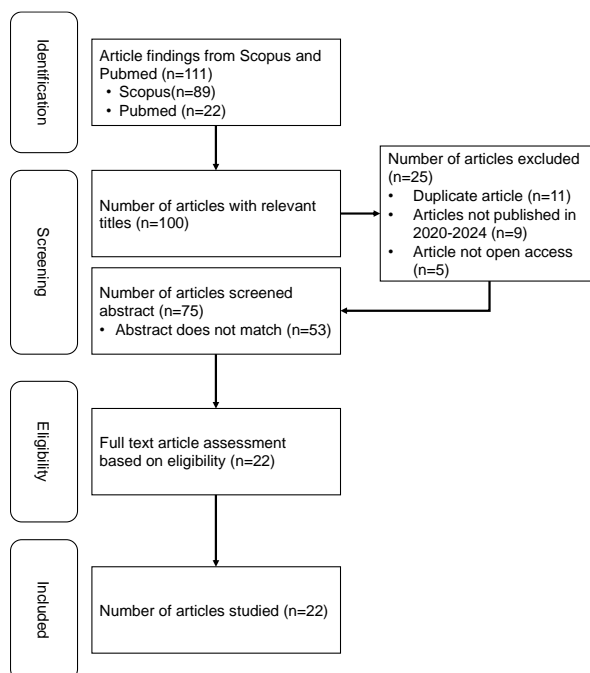 Identification
Article findings from Scopus and
Pubmed (n=111)
• Scopus(n=89)
• Pubmed (n=22)
Screening
Number of articles with relevant
titles (n=100)
Number of articles excluded
(n=25)
• Duplicate article (n=11)
• Articles not published in
2020-2024 (n=9)
• Article not open access
(n=5)
Number of articles screened
abstract (n=75)
• Abstract does not match (n=53)
Eligibility
Full text article assessment
based on eligibility (n=22)
Included
Number of articles studied (n=22)